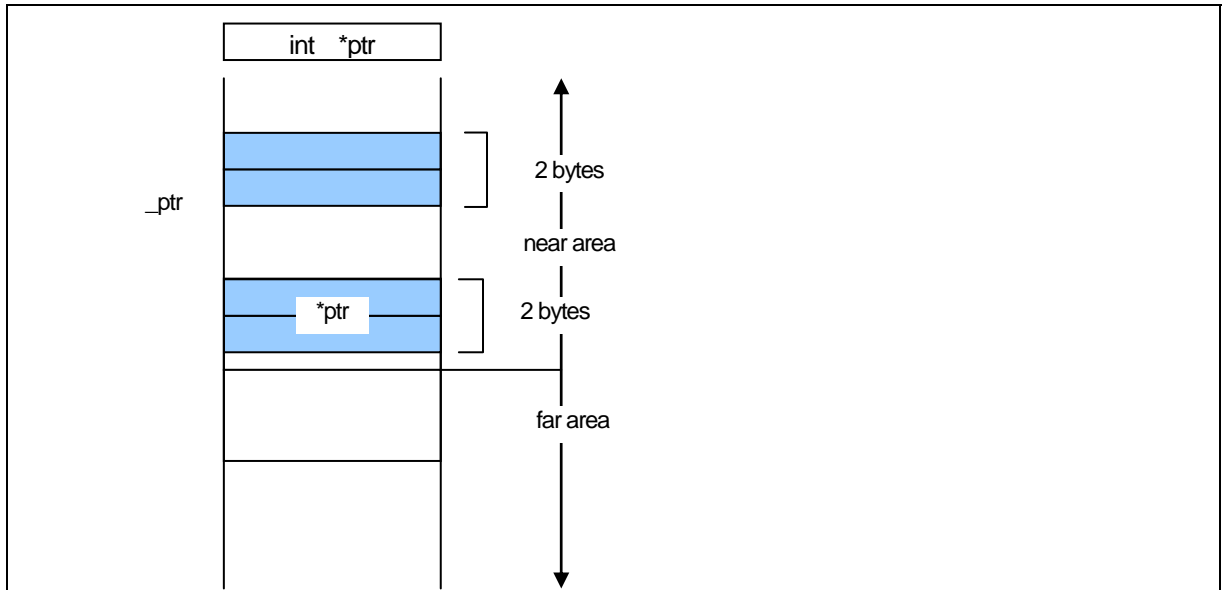 int *ptr
2 bytes
_ptr
near area
*ptr
2 bytes
far area